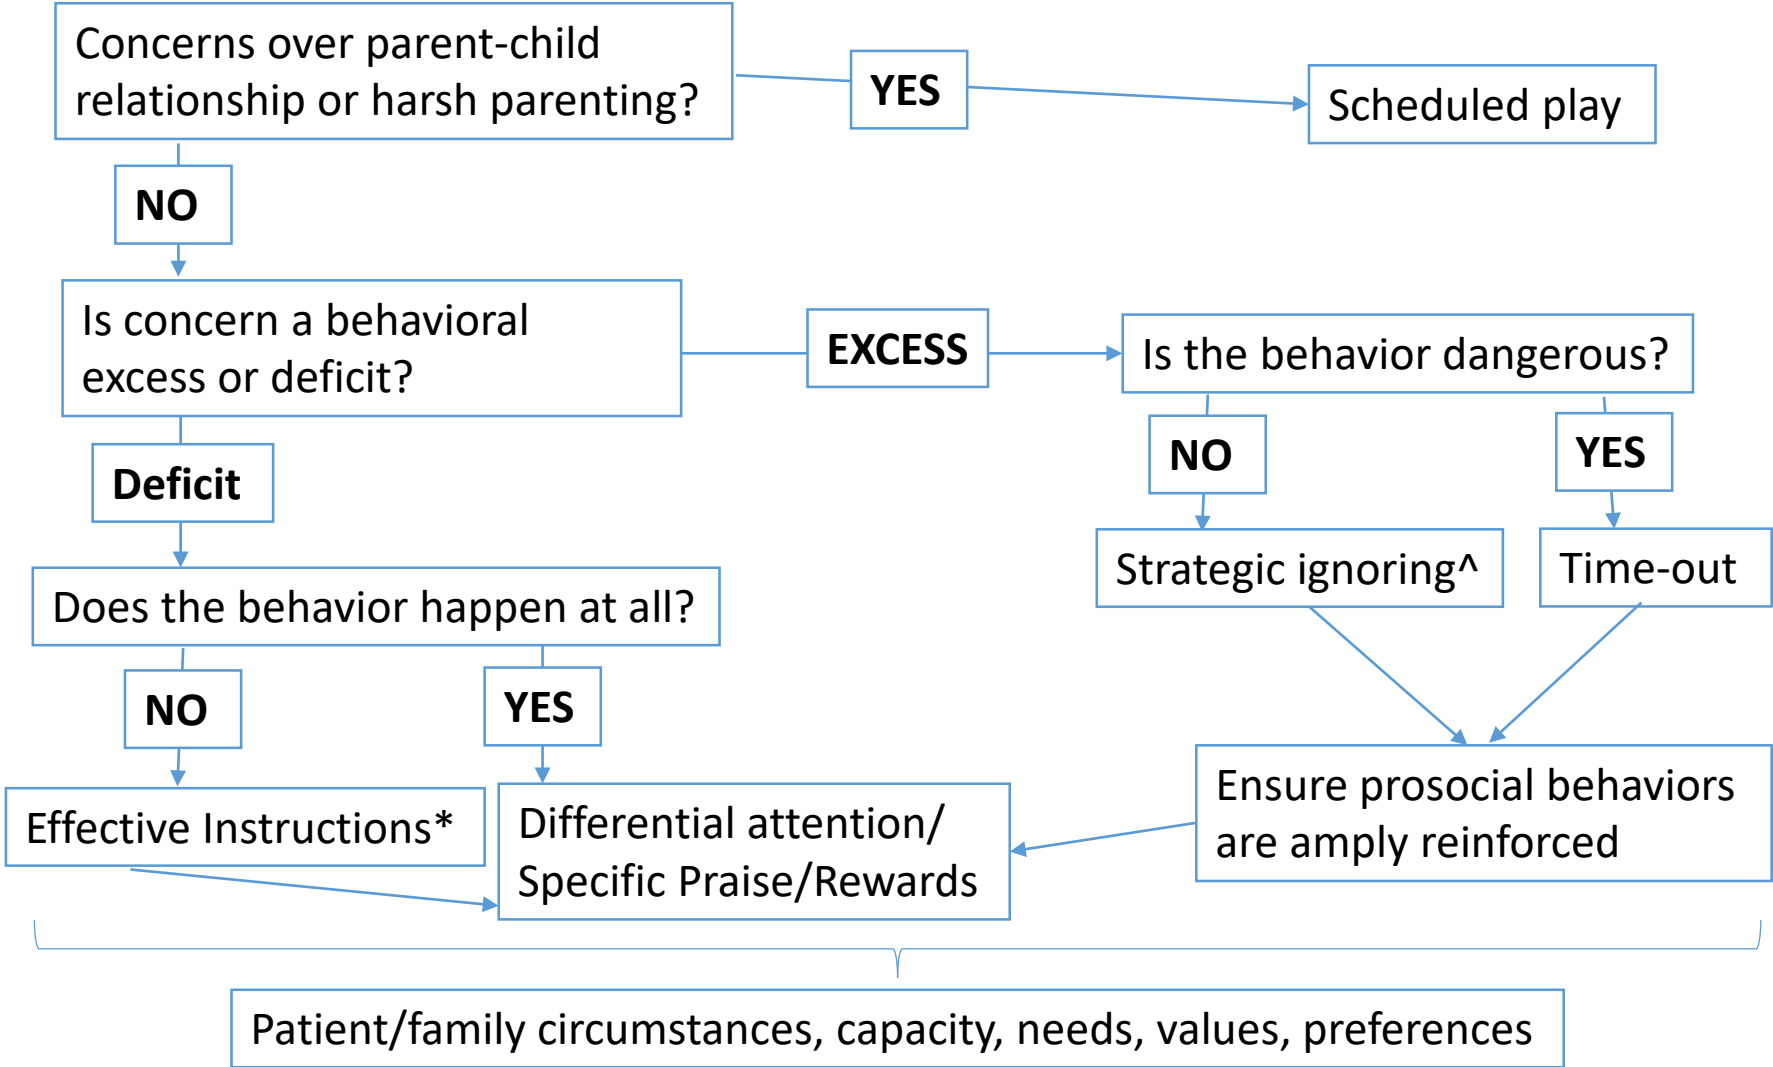 Concerns over parent-child
relationship or harsh parenting?
YES
Scheduled play
NO
Is concern a behavioral
excess or deficit?
EXCESS
Is the behavior dangerous?
Deficit
NO
YES
Strategic ignoring^
Time-out
Does the behavior happen at all?
NO
YES
Effective Instructions*
Differential attention/
Specific Praise/Rewards
Ensure prosocial behaviors
are amply reinforced
Patient/family circumstances, capacity, needs, values, preferences